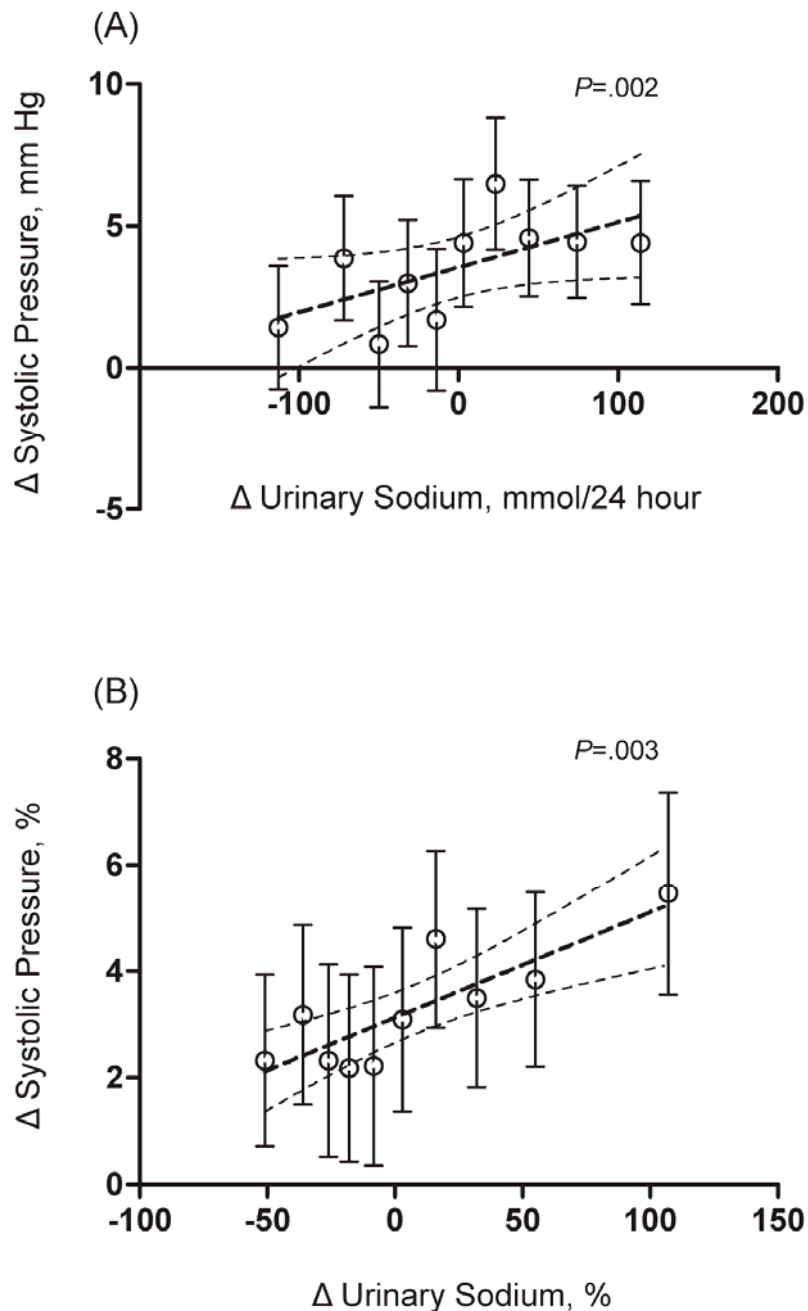 (A)
P=.002
Δ Systolic Pressure, mm Hg
10
5
0
-5
-100
0
100
200
Δ Urinary Sodium, mmol/24 hour
(B)
P=.003
Δ Systolic Pressure, %
8
6
4
2
0
-100
-50
0
50
100
150
Δ Urinary Sodium, %